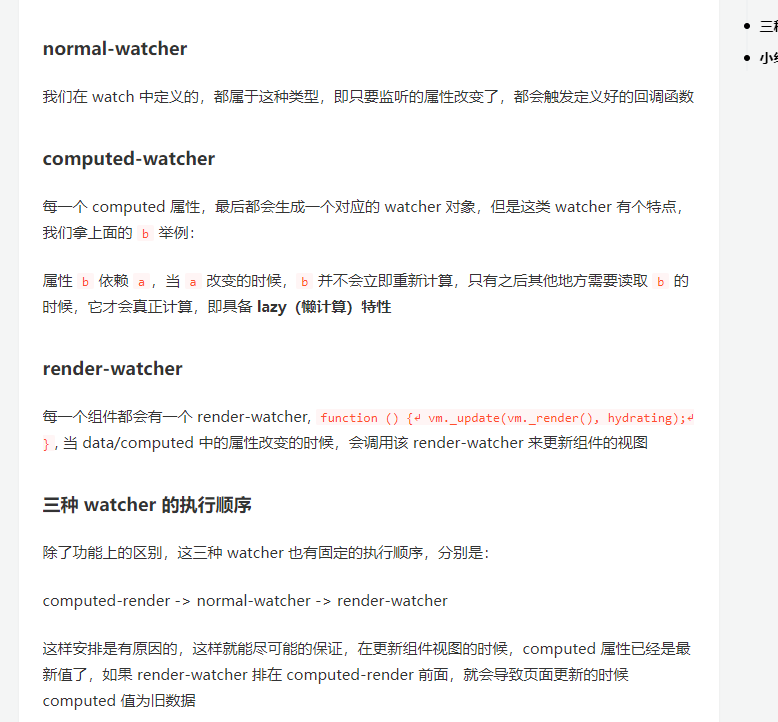 normal-watcher
我们在 watch 中定义的，都属于这种类型，即只要监听的属性改变了，都会触发定义好的回调函数
computed-watcher
每一个 computed 属性，最后都会生成一个对应的 watcher 对象，但是这类 watcher 有个特点，
我们拿上面的 b 举例：
属性 b 依赖 a ，当 a 改变的时候， b 并不会立即重新计算，只有之后其他地方需要读取 b 的
时候，它才会真正计算，即具备 lazy（懒计算）特性
render-watcher
每一个组件都会有一个 render-watcher, function () {↲ vm._update(vm._render(), hydrating);↲
} , 当 data/computed 中的属性改变的时候，会调用该 render-watcher 来更新组件的视图
三种 watcher 的执行顺序
除了功能上的区别，这三种 watcher 也有固定的执行顺序，分别是：
computed-render -> normal-watcher -> render-watcher
这样安排是有原因的，这样就能尽可能的保证，在更新组件视图的时候，computed 属性已经是最
新值了，如果 render-watcher 排在 computed-render 前面，就会导致页面更新的时候
computed 值为旧数据